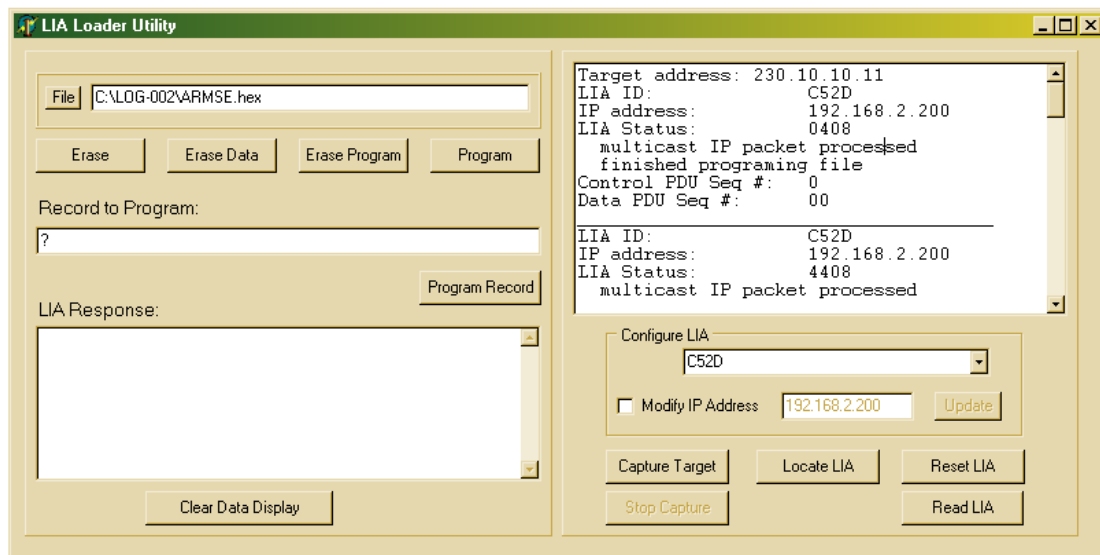 LIA Loader Utility
File C:\LOG-002\ARMSE.hex
Erase Erase Data Erase Program Program
Record to Program:
?
Program Record
LIA Response:
Clear Data Display
Target address: 230.10.10.11
LIA ID: C52D
IP address: 192.168.2.200
LIA Status: 0408
multicast IP packet processed
finished programing file
Control PDU Seq #: 0
Data PDU Seq #: 00
LIA ID: C52D
IP address: 192.168.2.200
LIA Status: 4408
multicast IP packet processed
Configure LIA
C52D
Modify IP Address 192.168.2.200 Update
Capture Target Locate LIA Reset LIA
Stop Capture Read LIA